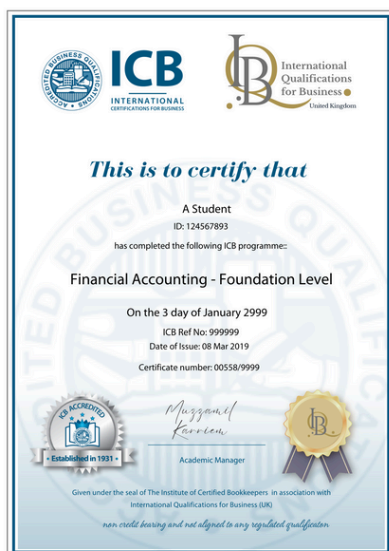 ACCREDITED BUSINESS QUALIFICATIONS
ICB
INTERNATIONAL
CERTIFICATIONS FOR BUSINESS
IQB
International
Qualifications
for Business
United Kingdom
This is to certify that
A Student
ID: 124567893
has completed the following ICB programme::
Financial Accounting - Foundation Level
On the 3 day of January 2999
ICB Ref No: 999999
Date of Issue: 08 Mar 2019
Certificate number: 00558/9999
ICB ACCREDITED
Established in 1931
Muzzamil
Karriem
IQB
Academic Manager
Given under the seal of The Institute of Certified Bookkeepers in association with
International Qualifications for Business (UK)
non credit bearing and not aligned to any regulated qualificaton